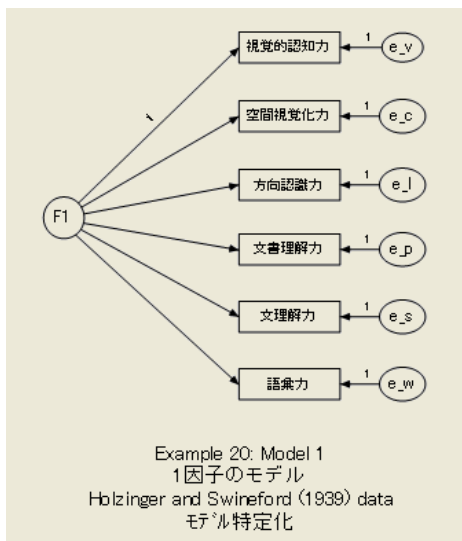 視覚的認知力
1
e_v
1
空間視覚化力
1
e_c
方向認識力
1
e_l
F1
文書理解力
1
e_p
文理解力
1
e_s
語彙力
1
e_w
Example 20: Model 1
1因子のモデル
Holzinger and Swineford (1939) data
ﾓﾃﾞﾙ特定化